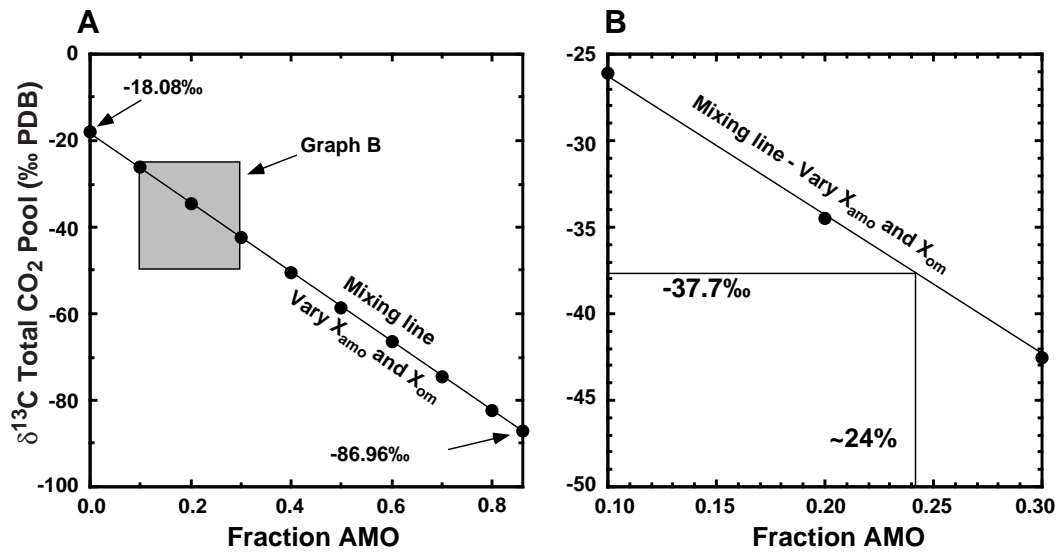 A
δ13C Total CO2 Pool (‰ PDB)
0
-20
-40
-60
-80
-100
-18.08‰
Graph B
Mixing line
Vary Xamo and Xom
-86.96‰
0.0 0.2 0.4 0.6 0.8
Fraction AMO
B
-25
-30
-35
-40
-45
-50
Mixing line - Vary Xamo and Xom
-37.7‰
~24%
0.10 0.15 0.20 0.25 0.30
Fraction AMO